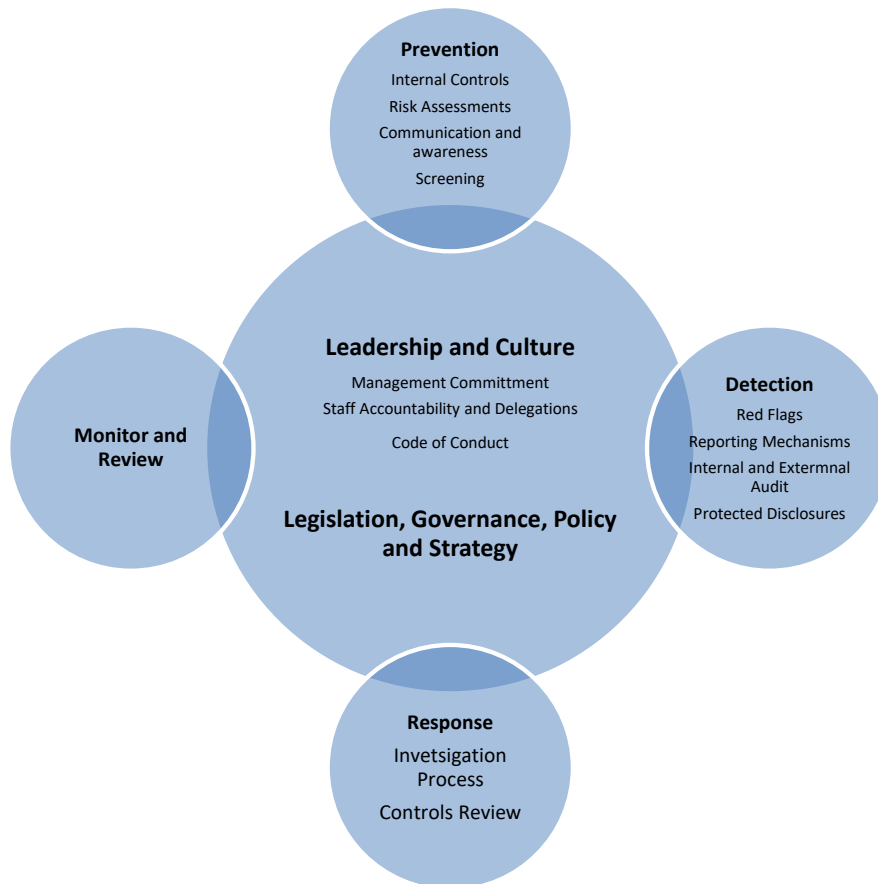 Prevention
Internal Controls
Risk Assessments
Communication and
awareness
Screening
Leadership and Culture
Management Committment
Staff Accountability and Delegations
Code of Conduct
Legislation, Governance, Policy
and Strategy
Monitor and
Review
Detection
Red Flags
Reporting Mechanisms
Internal and Extermnal
Audit
Protected Disclosures
Response
Invetsigation
Process
Controls Review